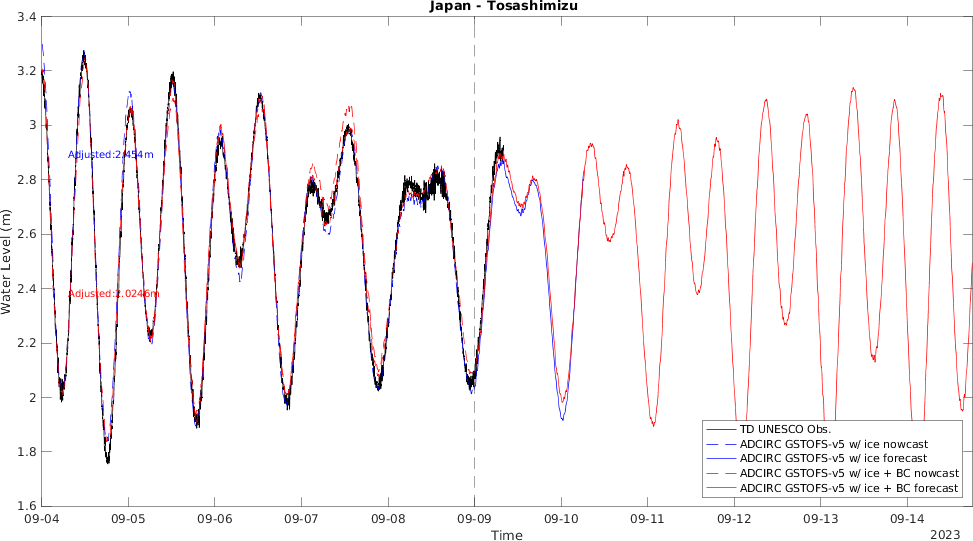 Japan - Tosashimizu
3.4
3.2
3
2.8
2.6
2.4
2.2
2
1.8
1.6
Water Level (m)
Adjusted:2.454m
Adjusted:2.0246m
TD UNESCO Obs.
ADCIRC GSTOFS-v5 w/ ice nowcast
ADCIRC GSTOFS-v5 w/ ice forecast
ADCIRC GSTOFS-v5 w/ ice + BC nowcast
ADCIRC GSTOFS-v5 w/ ice + BC forecast
09-04 09-05 09-06 09-07 09-08 09-09 09-10 09-11 09-12 09-13 09-14
Time
2023